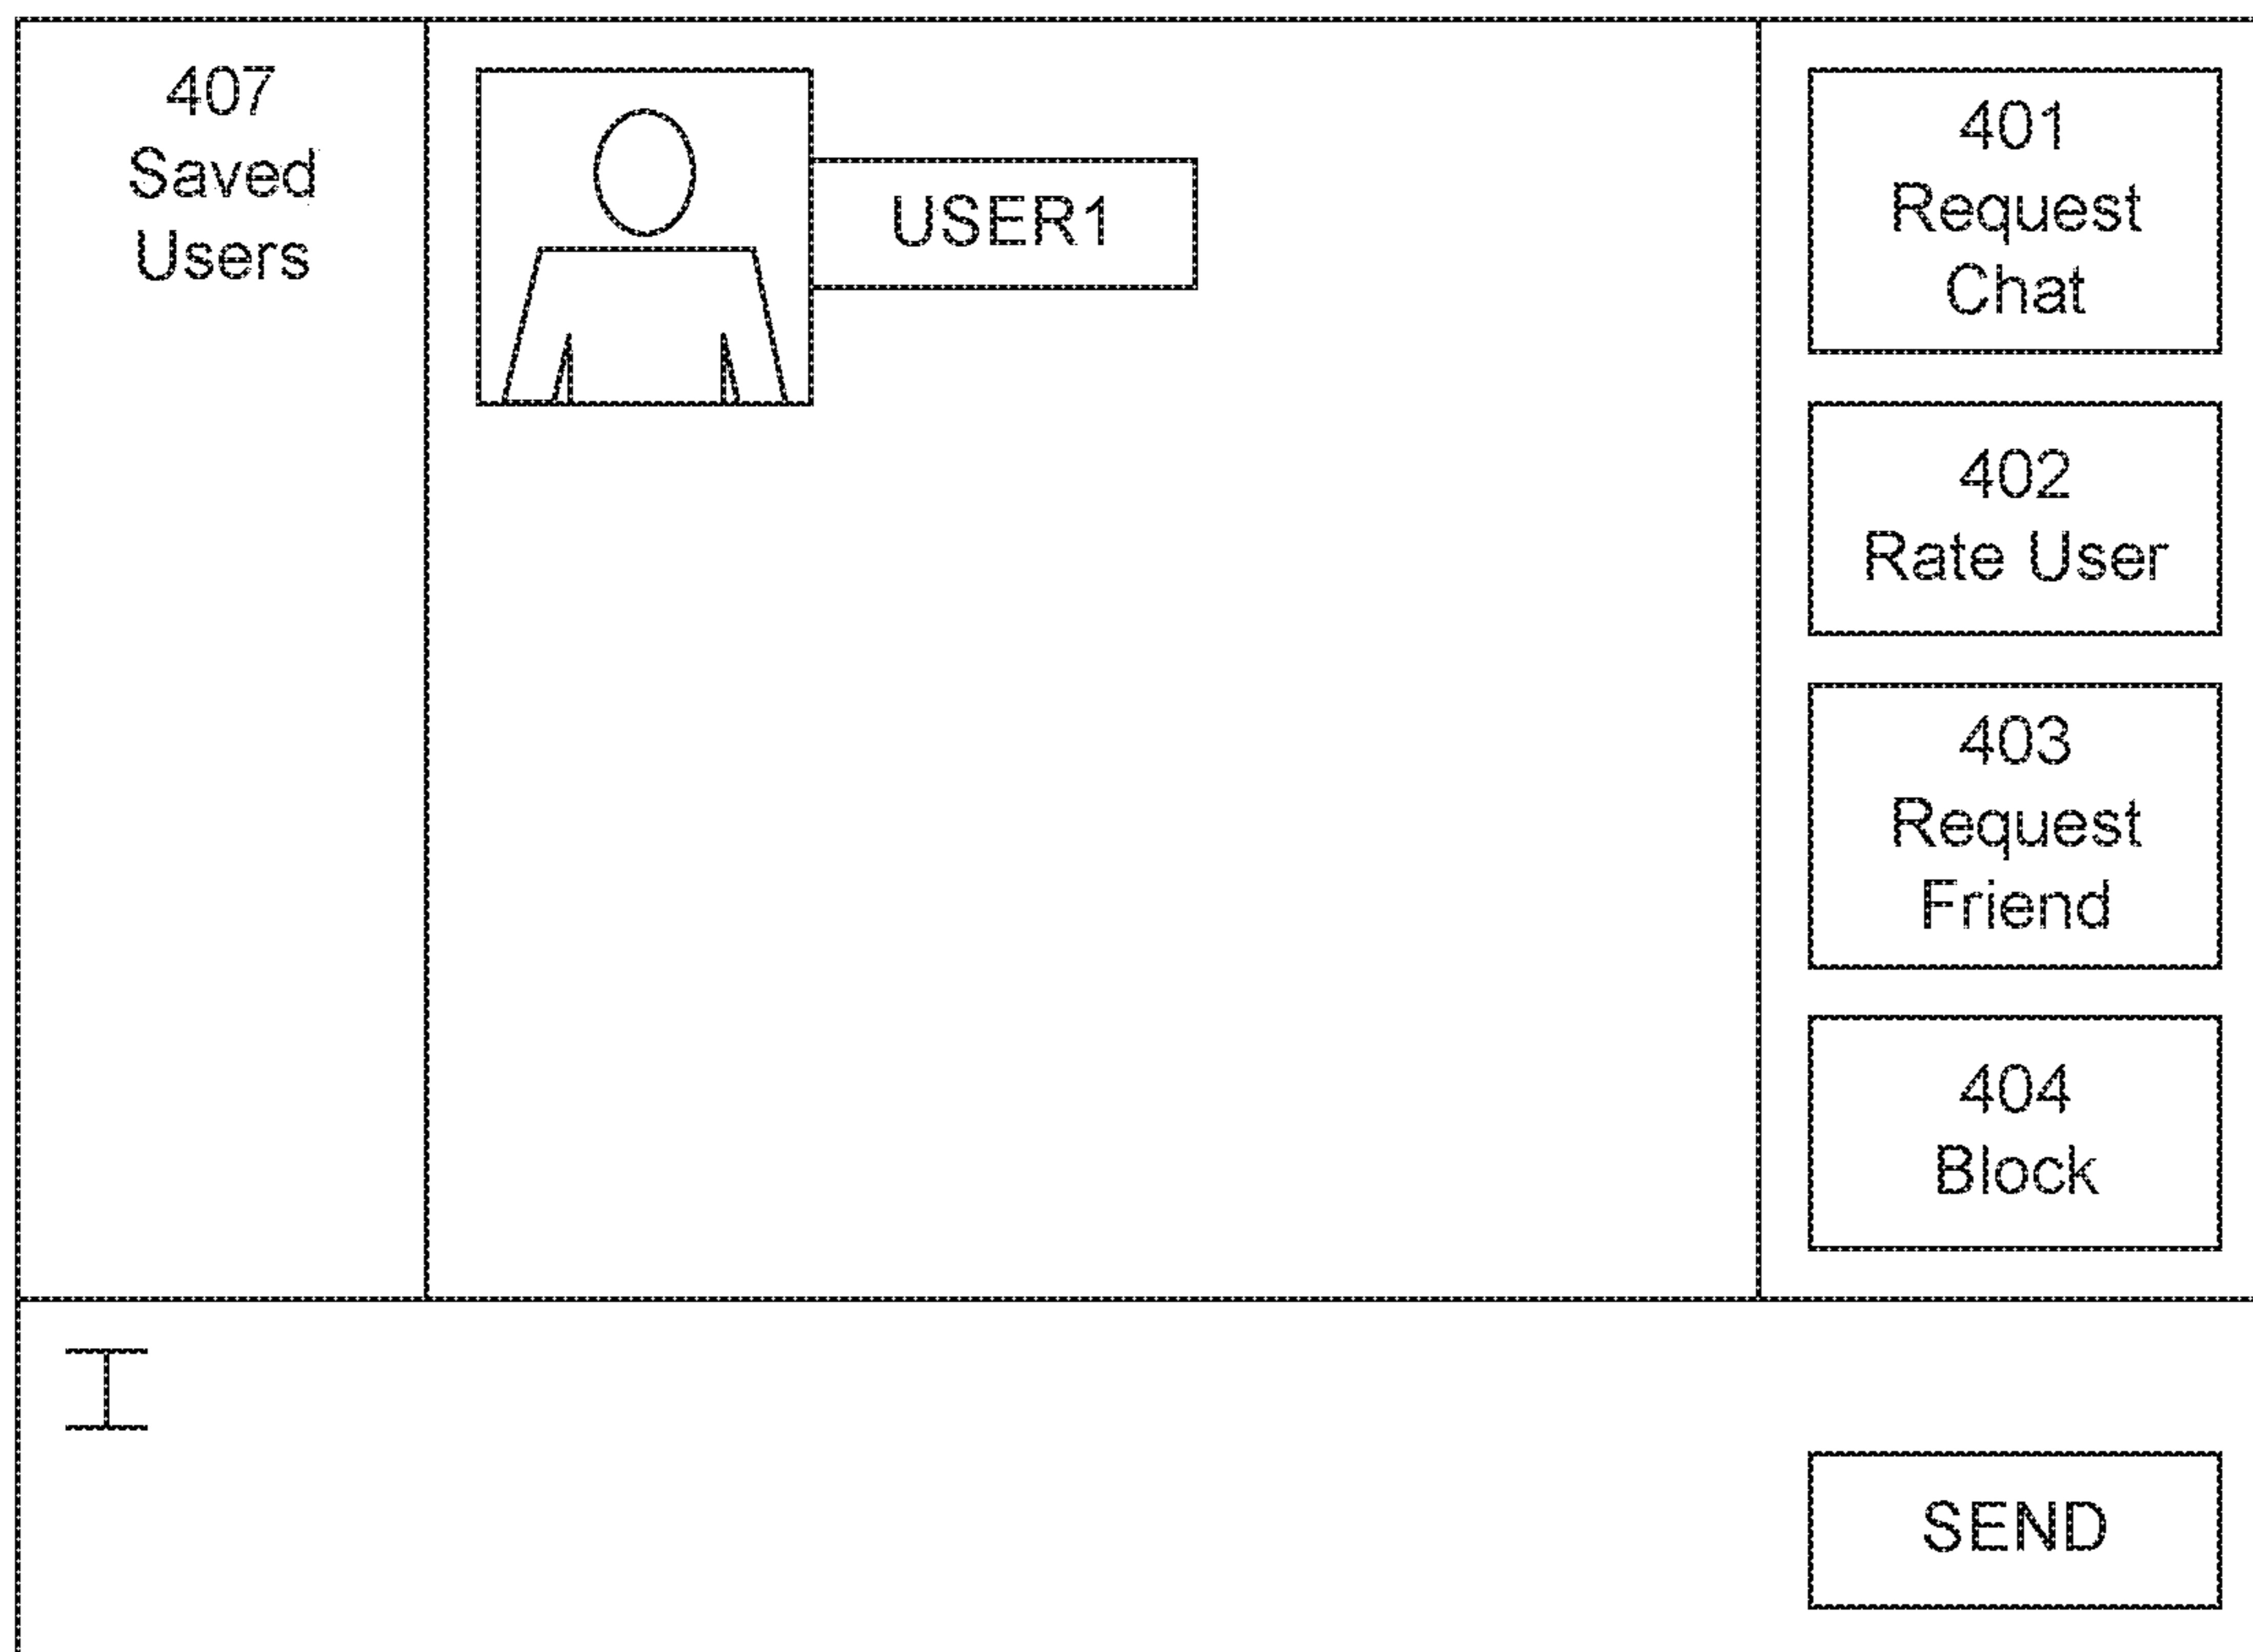 407
Saved
Users
USER1
401
Request
Chat
402
Rate User
403
Request
Friend
404
Block
SEND